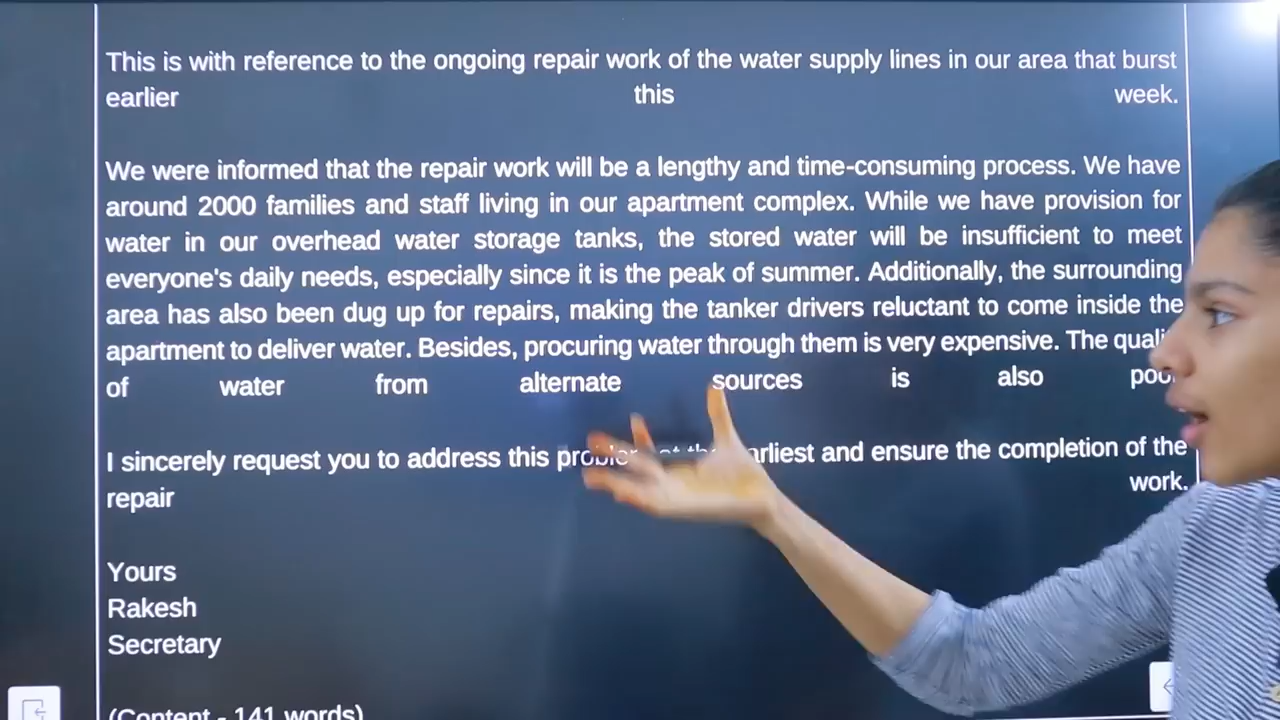 This is with reference to the ongoing repair work of the water supply lines in our area that burst
earlier this week.
We were informed that the repair work will be a lengthy and time-consuming process. We have
around 2000 families and staff living in our apartment complex. While we have provision for
water in our overhead water storage tanks, the stored water will be insufficient to meet
everyone's daily needs, especially since it is the peak of summer. Additionally, the surrounding
area has also been dug up for repairs, making the tanker drivers reluctant to come inside the
apartment to deliver water. Besides, procuring water through them is very expensive. The
of water from alternate sources is also
I sincerely request you to address this and ensure the completion of the
repair work.
Yours
Rakesh
Secretary
(Content - 141 words)